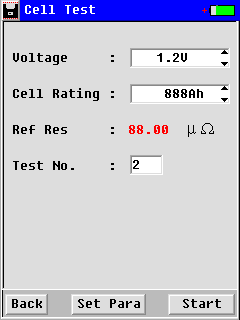 Cell Test
Voltage : 1.2V
Cell Rating : 888Ah
Ref Res : 88.00 μΩ
Test No. : 2
Back Set Para Start